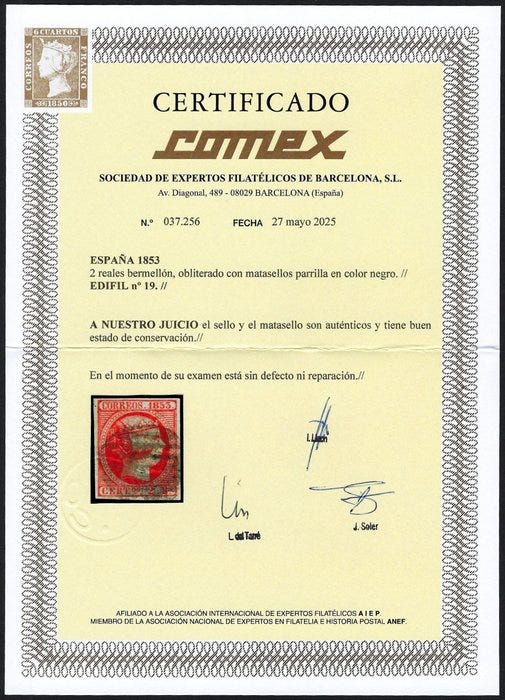 6 CUARTOS
CORREOS
FRANCO
1850
CERTIFICADO
comex
SOCIEDAD DE EXPERTOS FILATÉLICOS DE BARCELONA, S.L.
Av. Diagonal, 489 - 08029 BARCELONA (España)
N.º 037.256 FECHA 27 mayo 2025
ESPAÑA 1853
2 reales bermellón, obliterado con matasellos parrilla en color negro. //
EDIFIL nº 19. //
A NUESTRO JUICIO el sello y el matasello son auténticos y tiene buen
estado de conservación.//
En el momento de su examen está sin defecto ni reparación.//
CORREOS. 1853
I. Llach
L. del Tarré
J. Soler
AFILIADO A LA ASOCIACIÓN INTERNACIONAL DE EXPERTOS FILATÉLICOS A I E P.
MIEMBRO DE LA ASOCIACIÓN NACIONAL DE EXPERTOS EN FILATELIA E HISTORIA POSTAL ANEF.